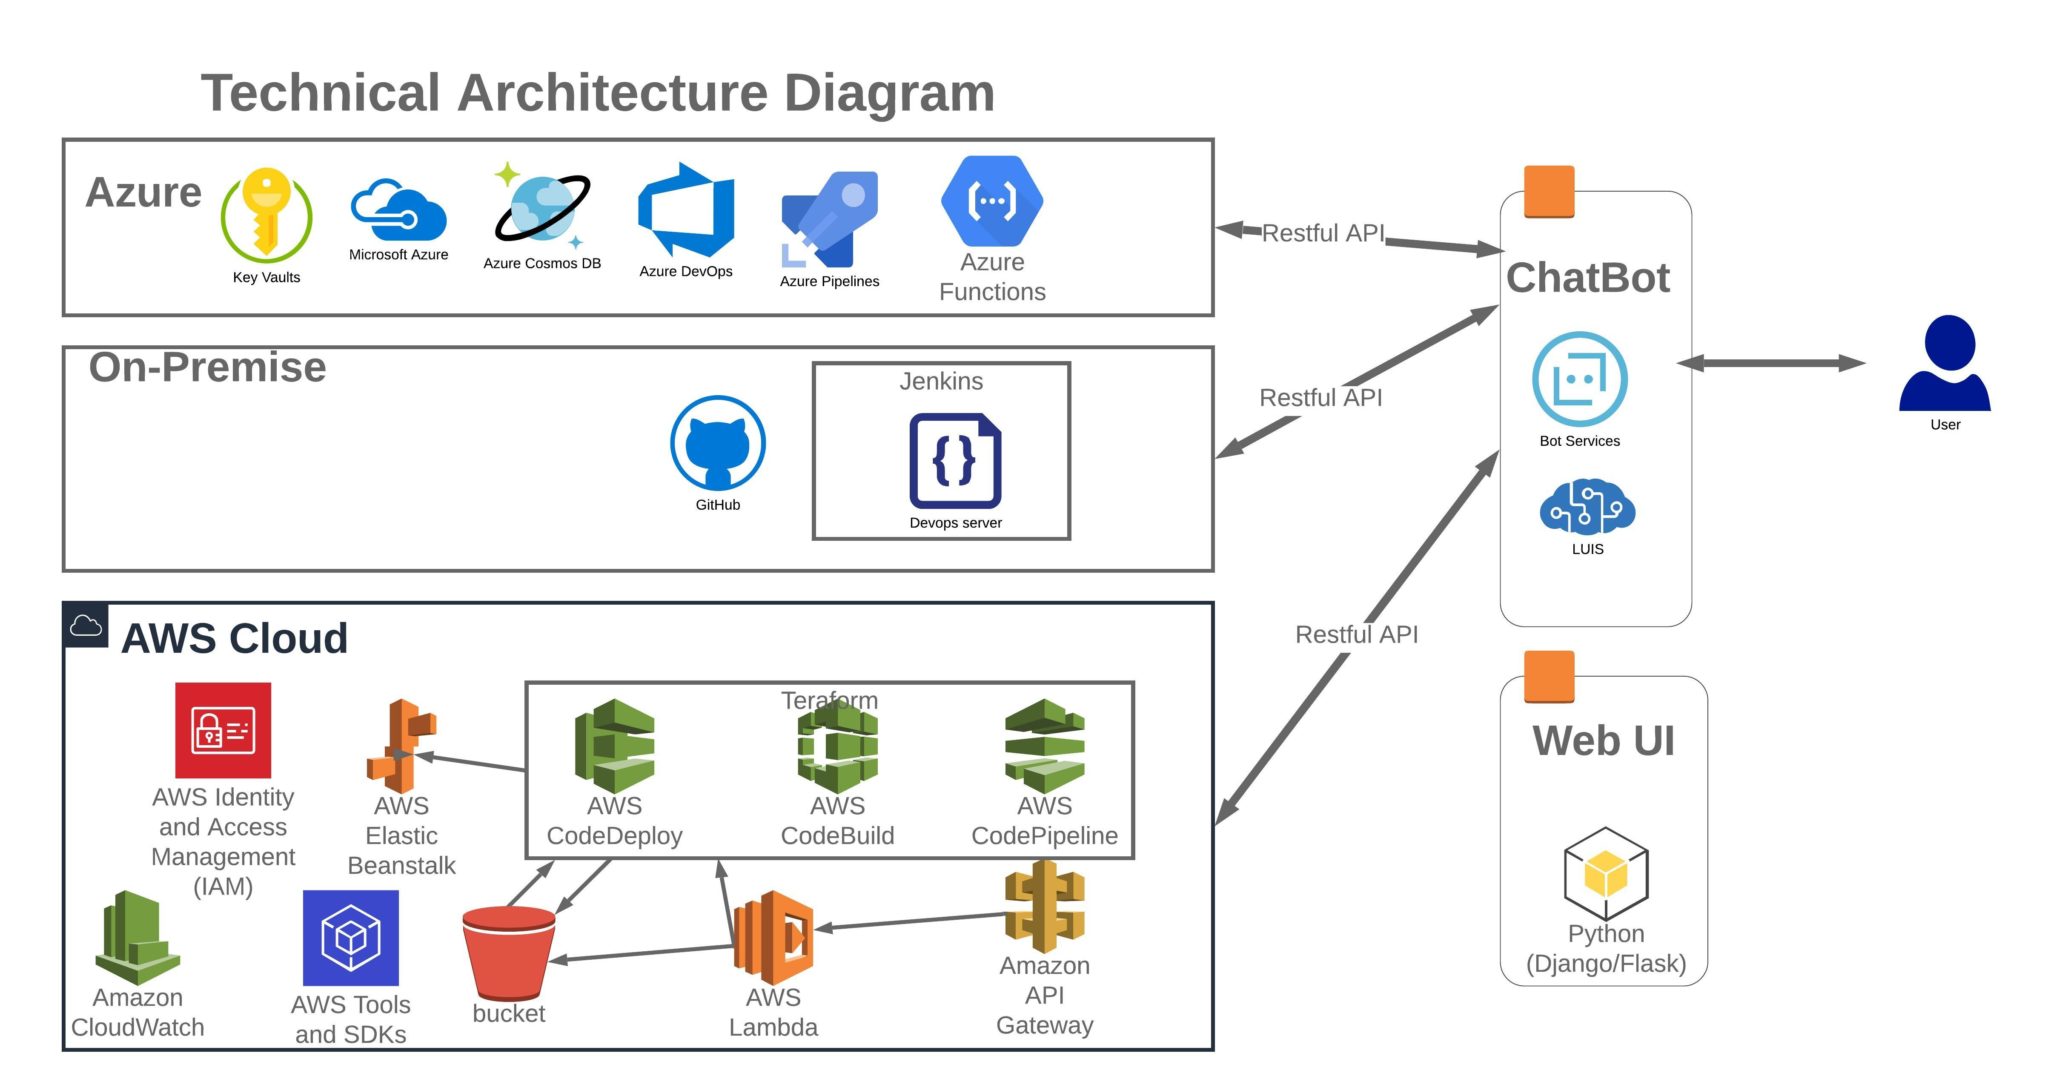 Technical Architecture Diagram
Azure
Key Vaults
Microsoft Azure
Azure Cosmos DB
Azure DevOps
Azure Pipelines
Azure
Functions
Restful API
ChatBot
Bot Services
LUIS
User
On-Premise
GitHub
Jenkins
Devops server
Restful API
AWS Cloud
Restful API
AWS Identity
and Access
Management
(IAM)
AWS
Elastic
Beanstalk
Teraform
AWS
CodeDeploy
AWS
CodeBuild
AWS
CodePipeline
Amazon
CloudWatch
AWS Tools
and SDKs
bucket
AWS
Lambda
Amazon
API
Gateway
Web UI
Python
(Django/Flask)